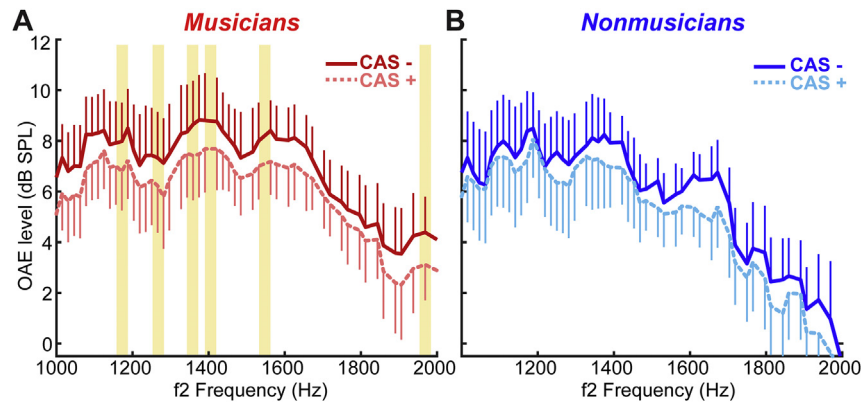 A
Musicians
B
Nonmusicians
CAS -
CAS +
CAS -
CAS +
OAE level (dB SPL)
12
10
8
6
4
2
0
1000
1200
1400
1600
1800
2000
1200
1400
1600
1800
2000
f2 Frequency (Hz)
f2 Frequency (Hz)